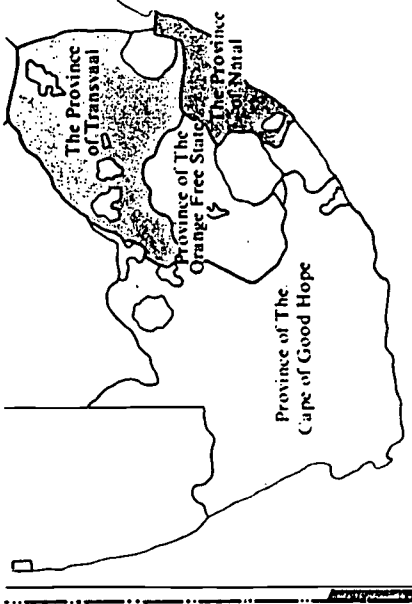 The Province
of Transvaal
Province of The
Orange Free State
The Province
of Natal
Province of The
Cape of Good Hope